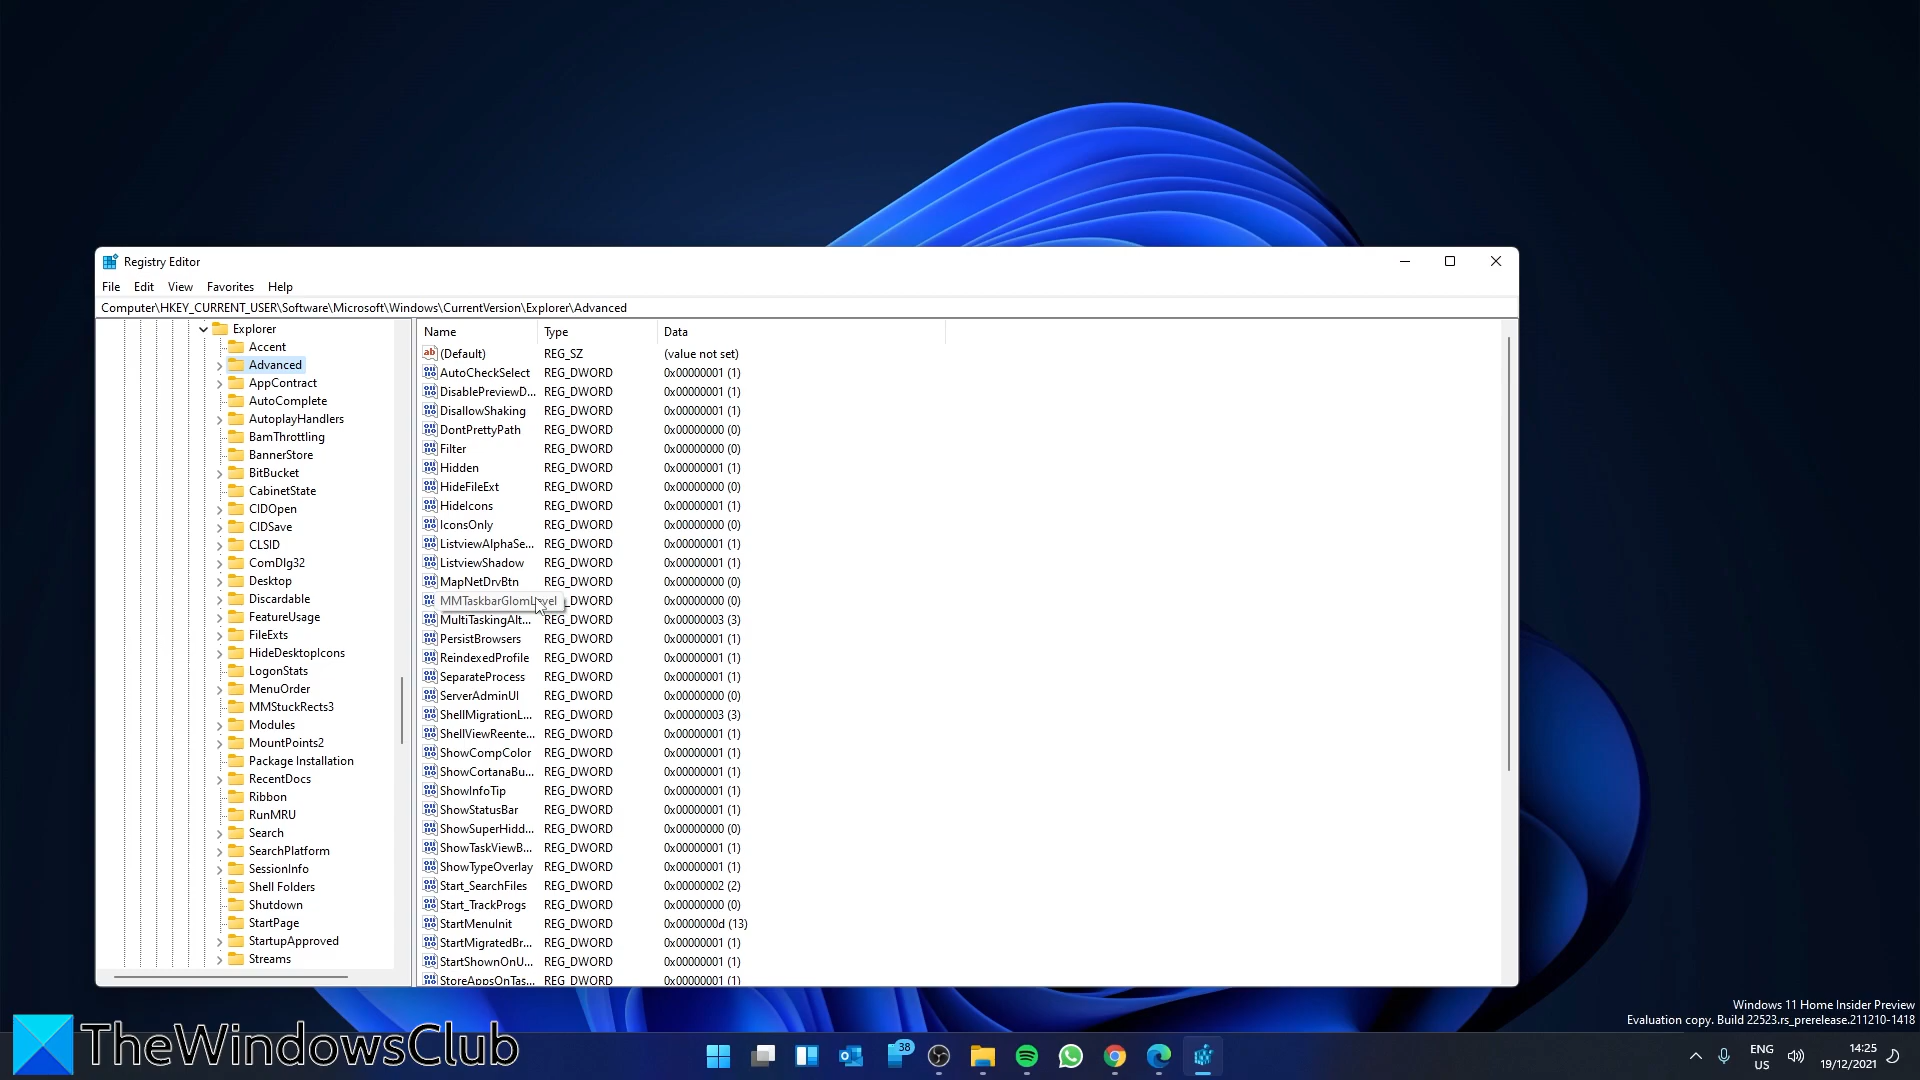 Registry Editor
File Edit View Favorites Help
Computer\HKEY_CURRENT_USER\Software\Microsoft\Windows\CurrentVersion\Explorer\Advanced
Explorer
Accent
Advanced
AppContract
AutoComplete
AutoplayHandlers
BamThrottling
BannerStore
BitBucket
CabinetState
CIDOpen
CIDSave
CLSID
ComDlg32
Desktop
Discardable
FeatureUsage
FileExts
HideDesktopIcons
LogonStats
MenuOrder
MMStuckRects3
Modules
MountPoints2
Package Installation
RecentDocs
Ribbon
RunMRU
Search
SearchPlatform
SessionInfo
Shell Folders
Shutdown
StartPage
StartupApproved
Streams
Name Type Data
(Default) REG_SZ (value not set)
AutoCheckSelect REG_DWORD 0x00000001 (1)
DisablePreviewD... REG_DWORD 0x00000001 (1)
DisallowShaking REG_DWORD 0x00000001 (1)
DontPrettyPath REG_DWORD 0x00000000 (0)
Filter REG_DWORD 0x00000000 (0)
Hidden REG_DWORD 0x00000001 (1)
HideFileExt REG_DWORD 0x00000000 (0)
HideIcons REG_DWORD 0x00000001 (1)
IconsOnly REG_DWORD 0x00000000 (0)
ListviewAlphaSe... REG_DWORD 0x00000001 (1)
ListviewShadow REG_DWORD 0x00000001 (1)
MapNetDrvBtn REG_DWORD 0x00000000 (0)
MMTaskbarGlomLevel _DWORD 0x00000000 (0)
MultiTaskingAlt... REG_DWORD 0x00000003 (3)
PersistBrowsers REG_DWORD 0x00000001 (1)
ReindexedProfile REG_DWORD 0x00000001 (1)
SeparateProcess REG_DWORD 0x00000001 (1)
ServerAdminUI REG_DWORD 0x00000000 (0)
ShellMigrationL... REG_DWORD 0x00000003 (3)
ShellViewReente... REG_DWORD 0x00000001 (1)
ShowCompColor REG_DWORD 0x00000001 (1)
ShowCortanaBu... REG_DWORD 0x00000001 (1)
ShowInfoTip REG_DWORD 0x00000001 (1)
ShowStatusBar REG_DWORD 0x00000001 (1)
ShowSuperHidd... REG_DWORD 0x00000000 (0)
ShowTaskViewB... REG_DWORD 0x00000001 (1)
ShowTypeOverlay REG_DWORD 0x00000001 (1)
Start_SearchFiles REG_DWORD 0x00000002 (2)
Start_TrackProgs REG_DWORD 0x00000000 (0)
StartMenuInit REG_DWORD 0x0000000d (13)
StartMigratedBr... REG_DWORD 0x00000001 (1)
StartShownOnU... REG_DWORD 0x00000001 (1)
StoreAppsOnTas... REG_DWORD 0x00000001 (1)
Windows 11 Home Insider Preview
Evaluation copy. Build 22523.rs_prerelease.211210-1418
TheWindowsClub
38
ENG
US
14:25
19/12/2021